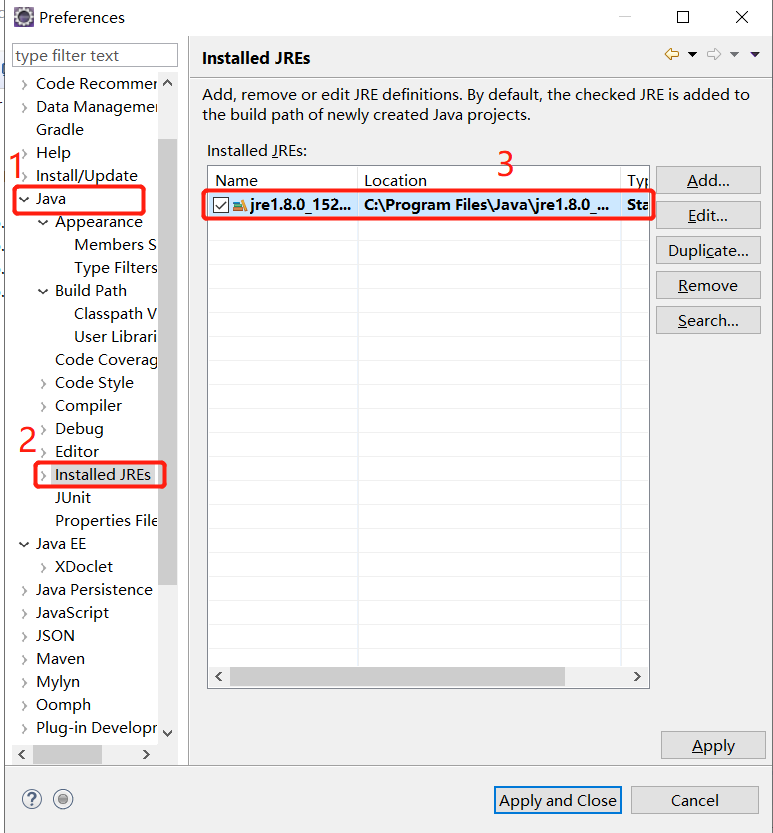 Preferences
type filter text
Code Recommer
Data Managemer
Gradle
Help
1
Install/Update
Java
Appearance
Members S
Type Filters
Build Path
Classpath V
User Librari
Code Coverag
Code Style
Compiler
Debug
2
Editor
Installed JREs
JUnit
Properties File
Java EE
XDoclet
Java Persistence
JavaScript
JSON
Maven
Mylyn
Oomph
Plug-in Developr
Installed JREs
Add, remove or edit JRE definitions. By default, the checked JRE is added to
the build path of newly created Java projects.
Installed JREs:
3
Name Location Typ
jre1.8.0_152... C:\Program Files\Java\jre1.8.0_... Sta
Add...
Edit...
Duplicate...
Remove
Search...
Apply
Apply and Close Cancel